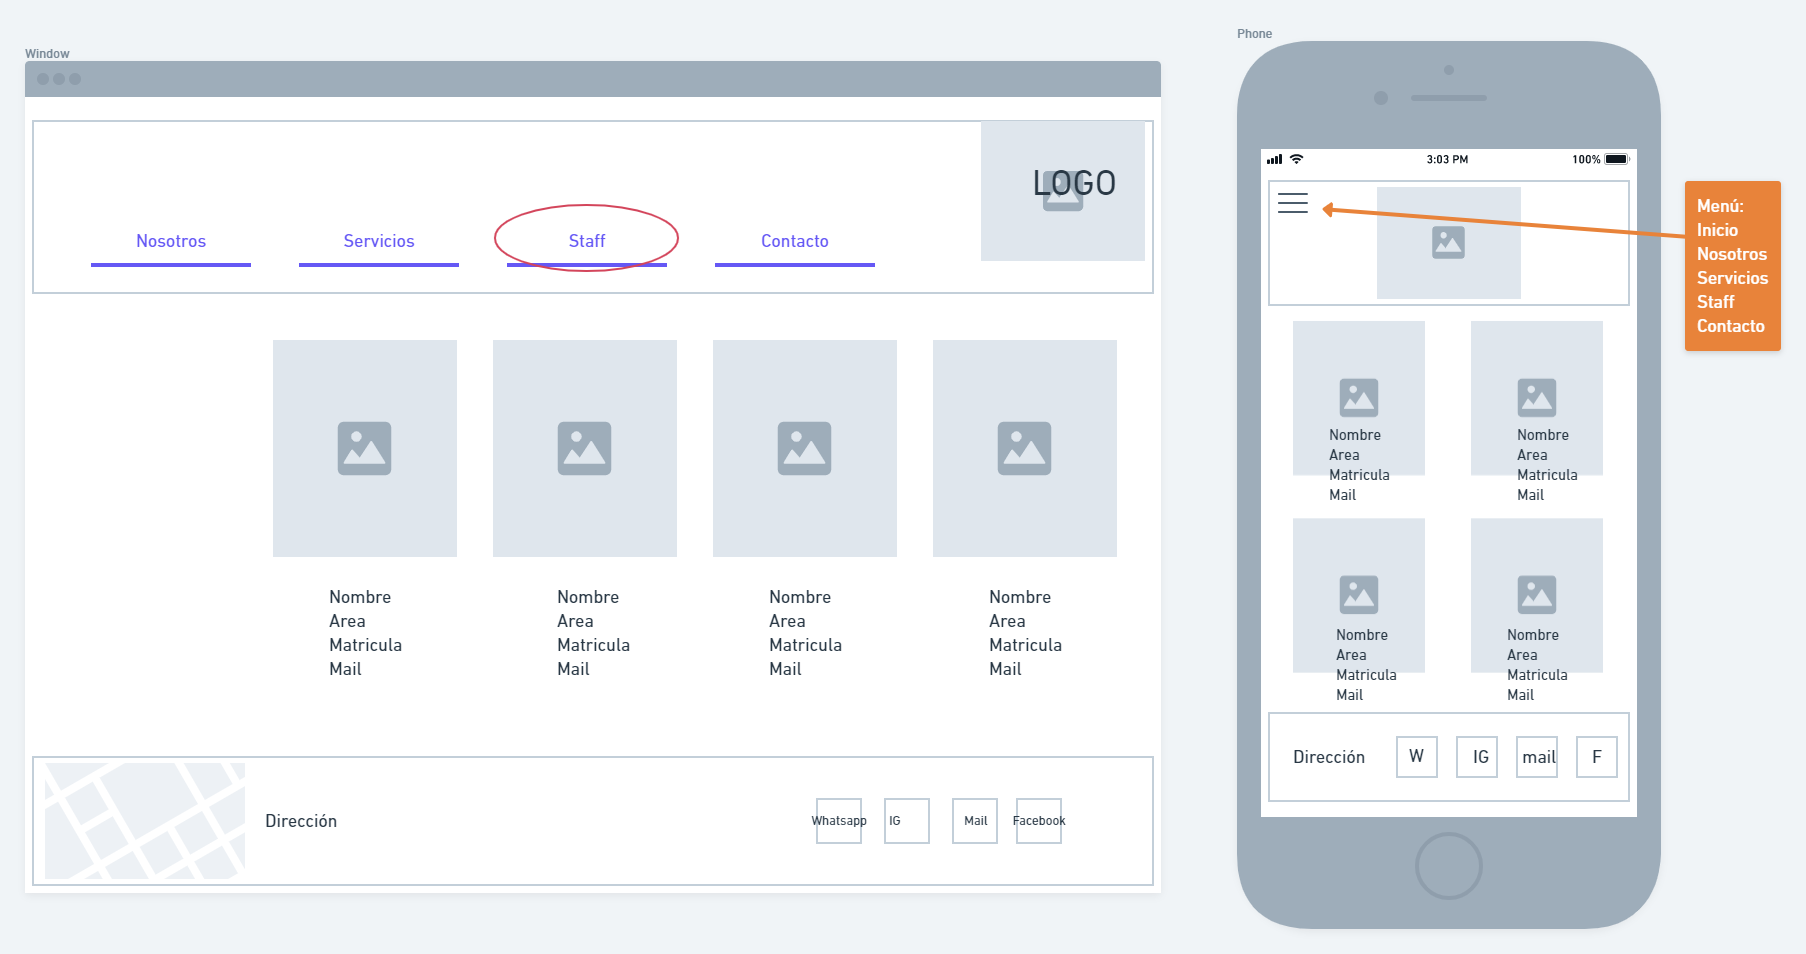 Window
LOGO
Nosotros
Servicios
Staff
Contacto
Nombre
Area
Matricula
Mail
Nombre
Area
Matricula
Mail
Nombre
Area
Matricula
Mail
Nombre
Area
Matricula
Mail
Dirección
Whatsapp
IG
Mail
Facebook
Phone
3:03 PM
100%
Menú:
Inicio
Nosotros
Servicios
Staff
Contacto
Nombre
Area
Matricula
Mail
Nombre
Area
Matricula
Mail
Nombre
Area
Matricula
Mail
Nombre
Area
Matricula
Mail
Dirección
W
IG
mail
F